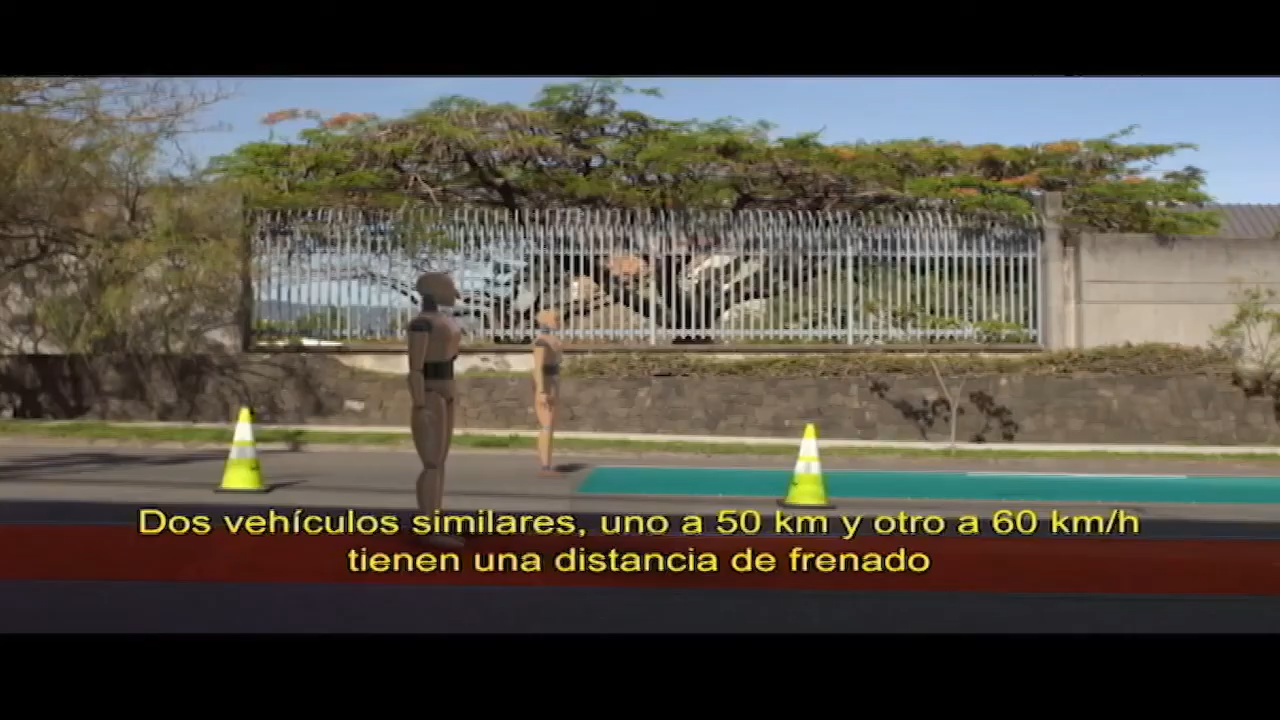 Dos vehículos similares, uno a 50 km y otro a 60 km/h
tienen una distancia de frenado